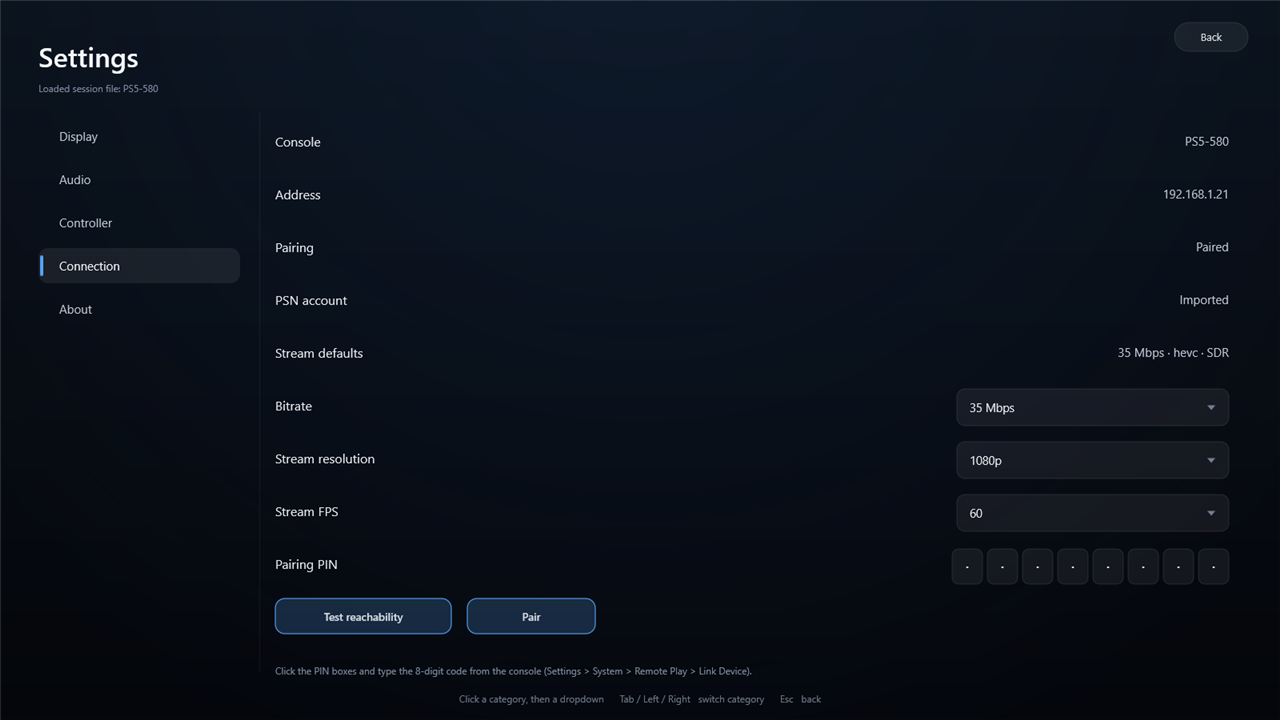 Back
Settings
Loaded session file: PS5-580
Display
Audio
Controller
Connection
About
Console PS5-580
Address 192.168.1.21
Pairing Paired
PSN account Imported
Stream defaults 35 Mbps · hevc · SDR
Bitrate 35 Mbps
Stream resolution 1080p
Stream FPS 60
Pairing PIN · · · · · · · ·
Test reachability Pair
Click the PIN boxes and type the 8-digit code from the console (Settings > System > Remote Play > Link Device).
Click a category, then a dropdown Tab / Left / Right switch category Esc back